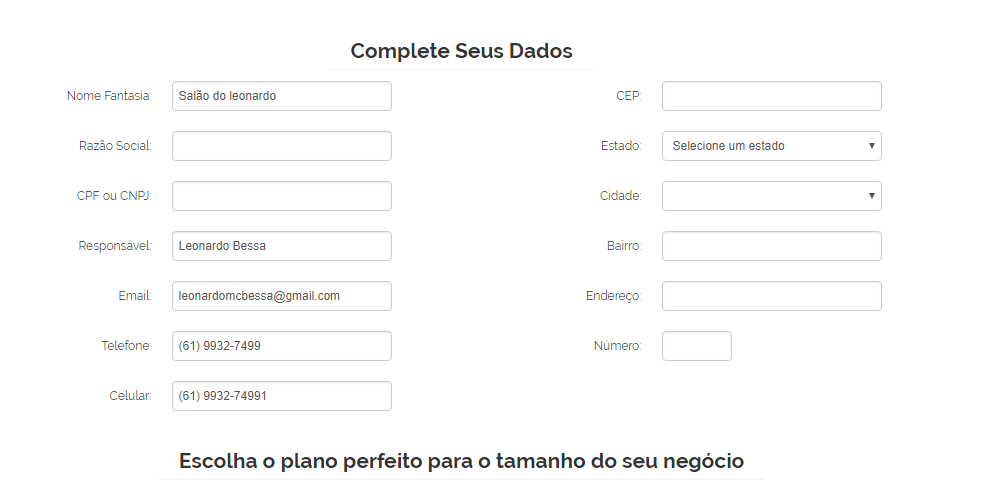 Complete Seus Dados
Nome Fantasia: Salão do leonardo
CEP:
Razão Social:
Estado: Selecione um estado
CPF ou CNPJ:
Cidade:
Responsável: Leonardo Bessa
Bairro:
Email: leonardomcbessa@gmail.com
Endereço:
Telefone: (61) 9932-7499
Número:
Celular: (61) 9932-74991
Escolha o plano perfeito para o tamanho do seu negócio